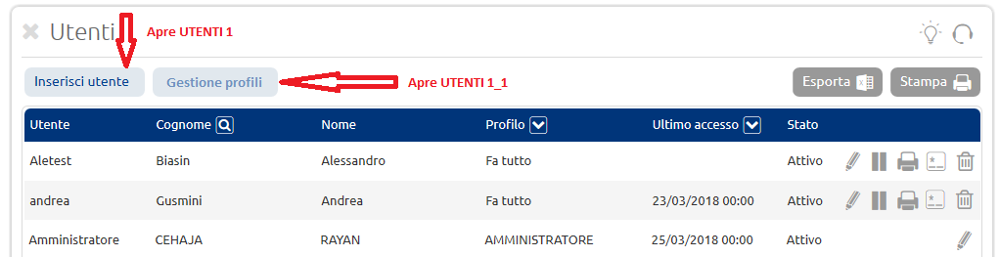 Utenti
Apre UTENTI 1
Inserisci utente
Gestione profili
Apre UTENTI 1_1
Esporta
Stampa
Utente Cognome Nome Profilo Ultimo accesso Stato
Aletest Biasin Alessandro Fa tutto Attivo
andrea Gusmini Andrea Fa tutto 23/03/2018 00:00 Attivo
Amministratore CEHAJA RAYAN AMMINISTRATORE 25/03/2018 00:00 Attivo